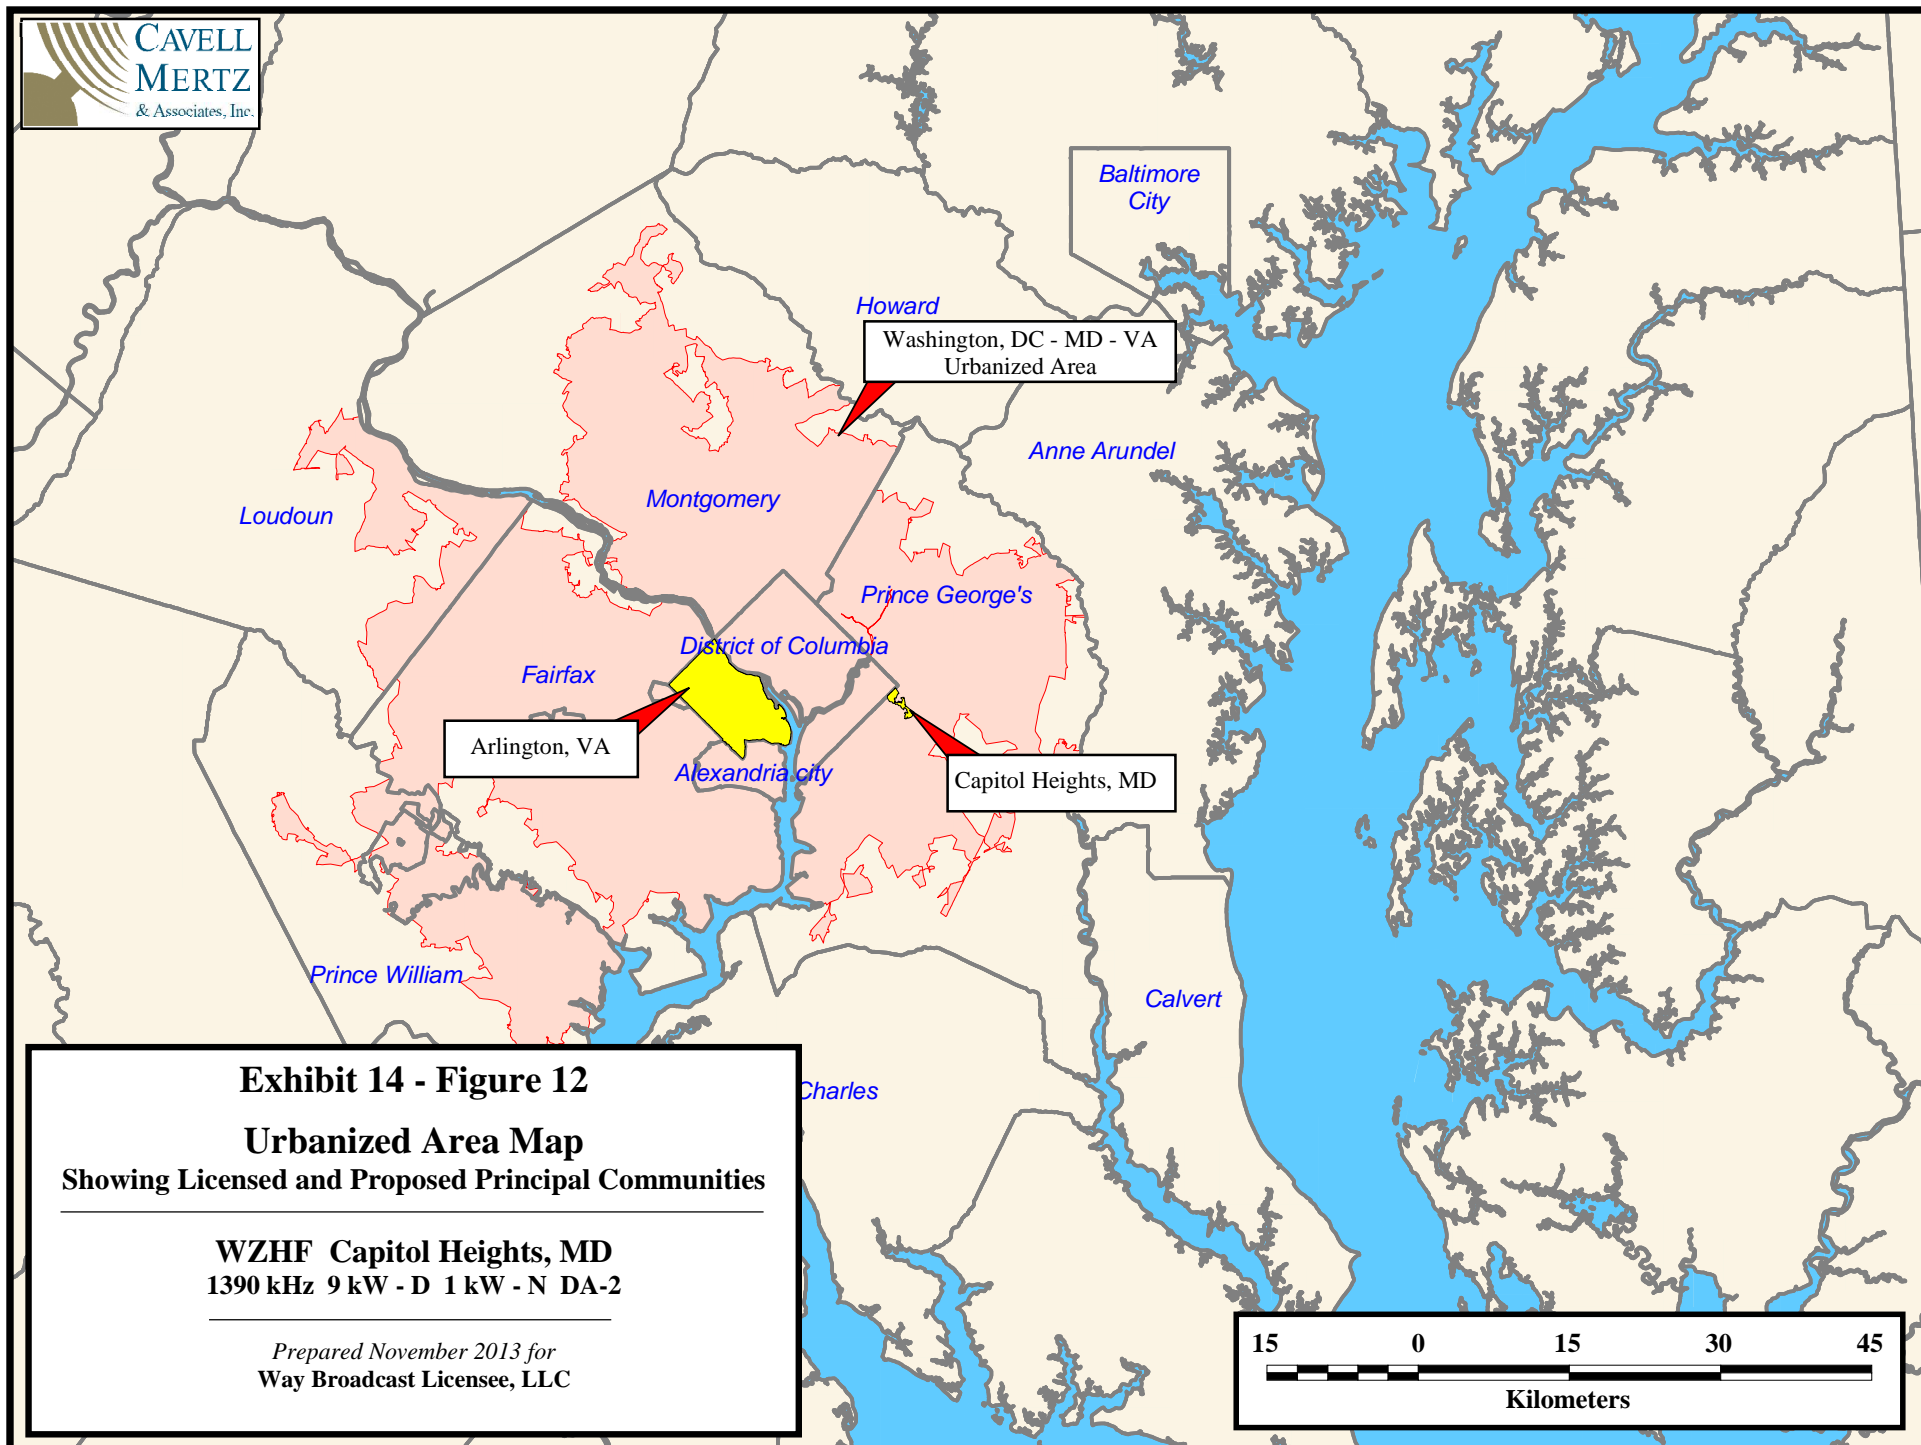 CAVELL
MERTZ
& Associates, Inc.
Baltimore
City
Howard
Washington, DC - MD - VA
Urbanized Area
Anne Arundel
Montgomery
Loudoun
Prince George's
District of Columbia
Fairfax
Arlington, VA
Alexandria city
Capitol Heights, MD
Prince William
Calvert
Charles
Exhibit 14 - Figure 12
Urbanized Area Map
Showing Licensed and Proposed Principal Communities
WZHF Capitol Heights, MD
1390 kHz 9 kW - D 1 kW - N DA-2
Prepared November 2013 for
Way Broadcast Licensee, LLC
15 0 15 30 45
Kilometers